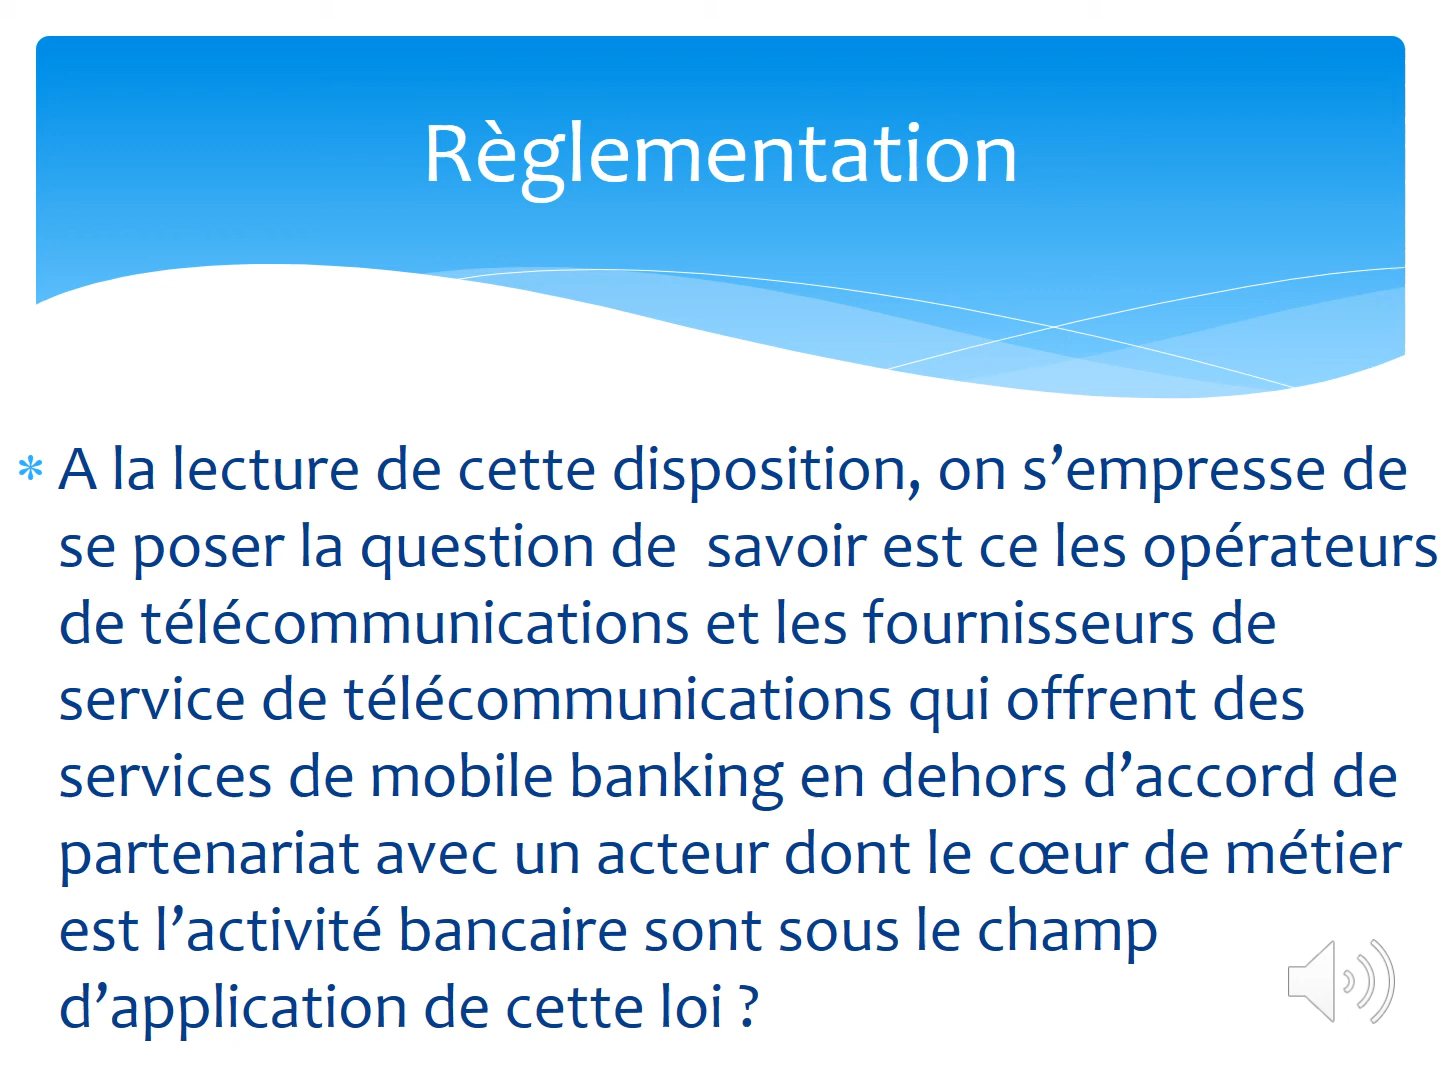 Règlementation
A la lecture de cette disposition, on s’empresse de
se poser la question de  savoir est ce les opérateurs
de télécommunications et les fournisseurs de
service de télécommunications qui offrent des
services de mobile banking en dehors d’accord de
partenariat avec un acteur dont le cœur de métier
est l’activité bancaire sont sous le champ
d’application de cette loi ?